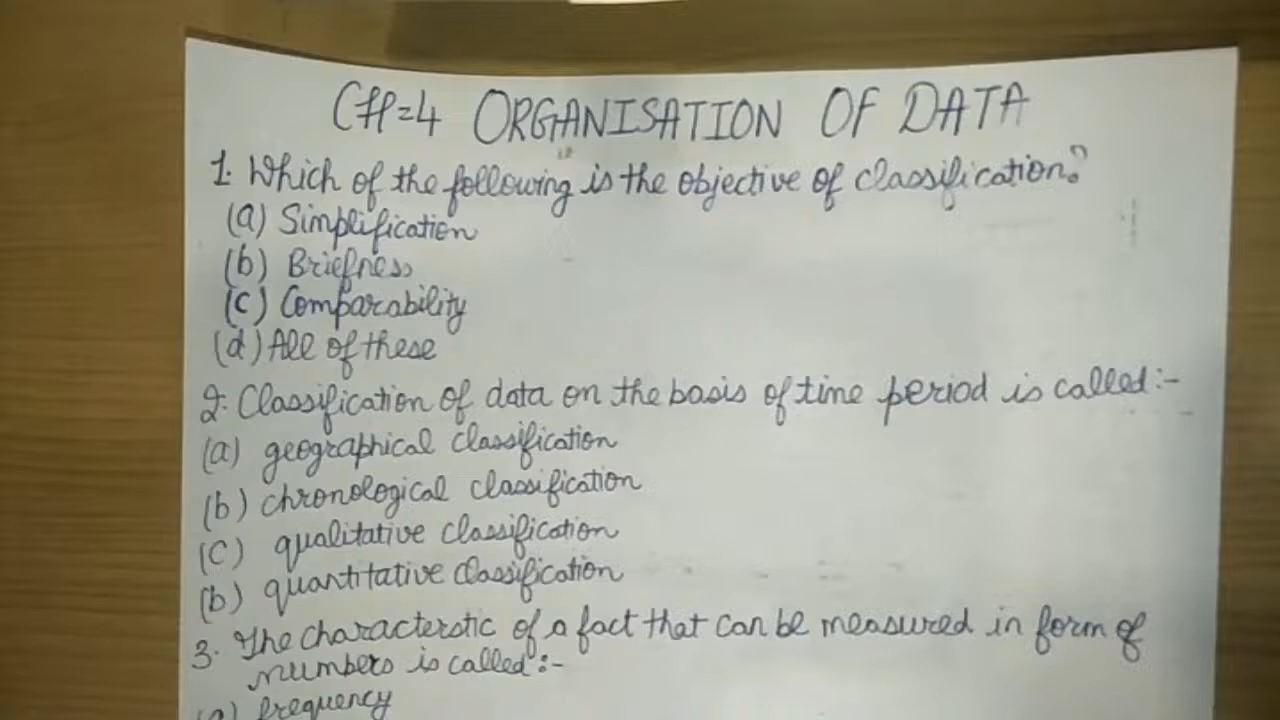 CH=4 ORGANISATION OF DATA
1. Which of the following is the objective of classification?
(a) Simplification
(b) Briefness
(c) Comparability
(d) All of these
2. Classification of data on the basis of time period is called:-
(a) geographical classification
(b) chronological classification
(c) qualitative classification
(b) quantitative classification
3. The characterstic of a fact that can be measured in form of
numbers is called:-
(a) frequency